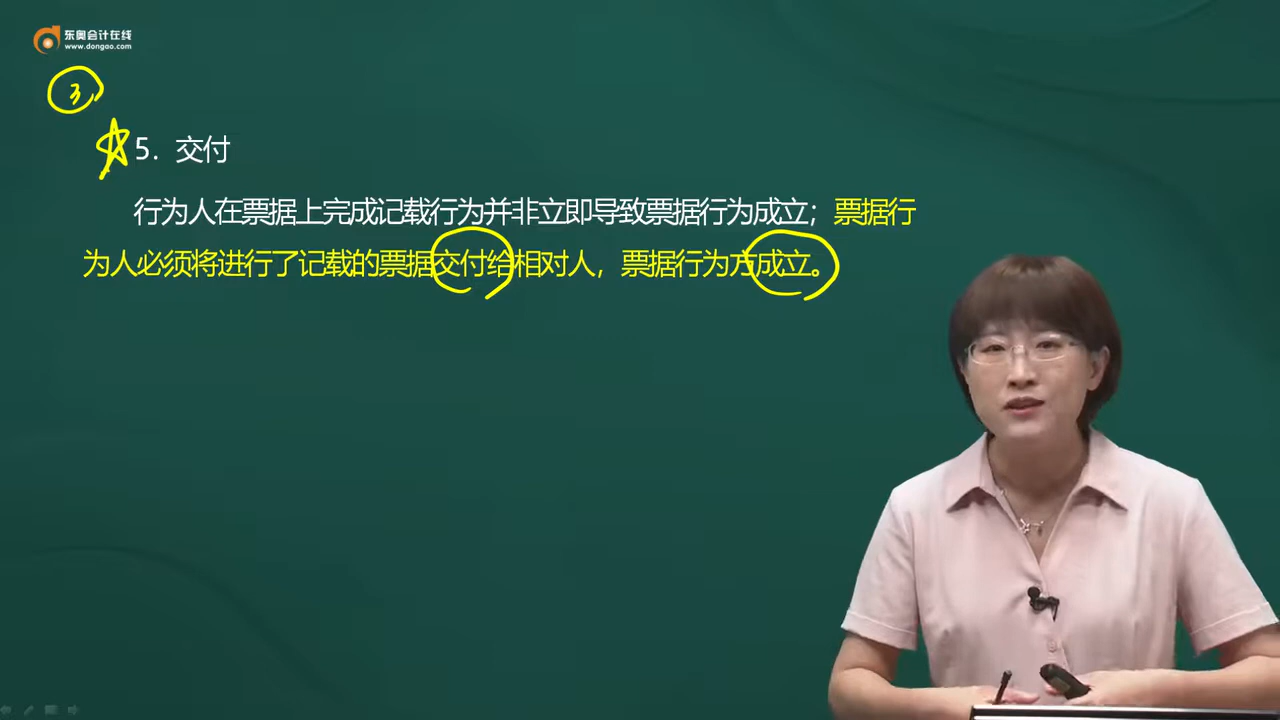 东奥会计在线
www.dongao.com
3
5. 交付
行为人在票据上完成记载行为并非立即导致票据行为成立；票据行
为人必须将进行了记载的票据交付给相对人，票据行为方成立。